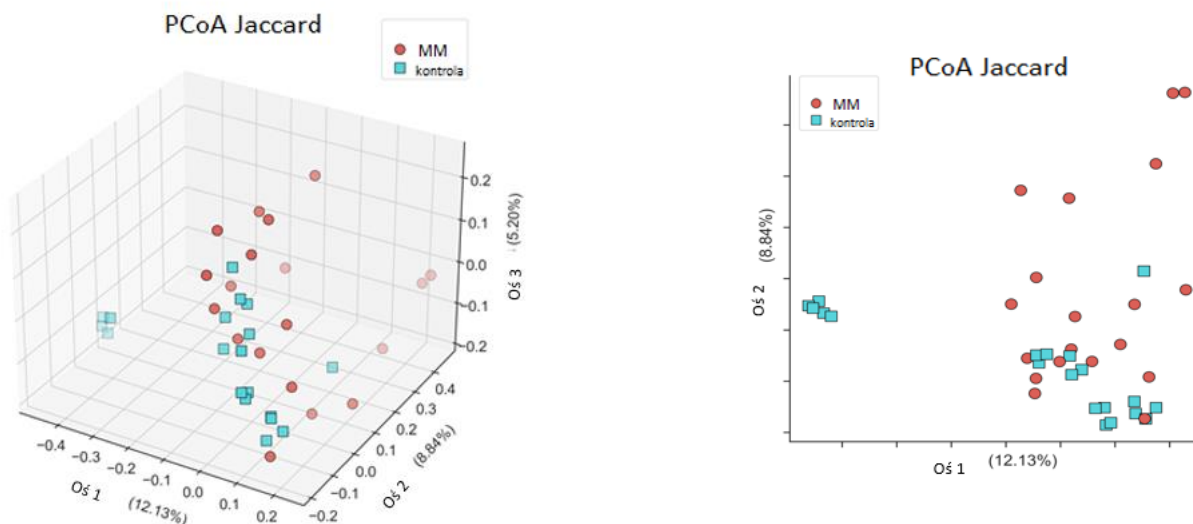 PCoA Jaccard
MM
kontrola
0.2
0.1
0.0
−0.1
−0.2
(5.20%)
Oś 3
0.4
0.3
0.2
0.1
0.0
−0.1
−0.2
(8.84%)
Oś 2
−0.4
−0.3
−0.2
−0.1
0.0
0.1
0.2
Oś 1
(12.13%)
PCoA Jaccard
MM
kontrola
(8.84%)
Oś 2
Oś 1
(12.13%)